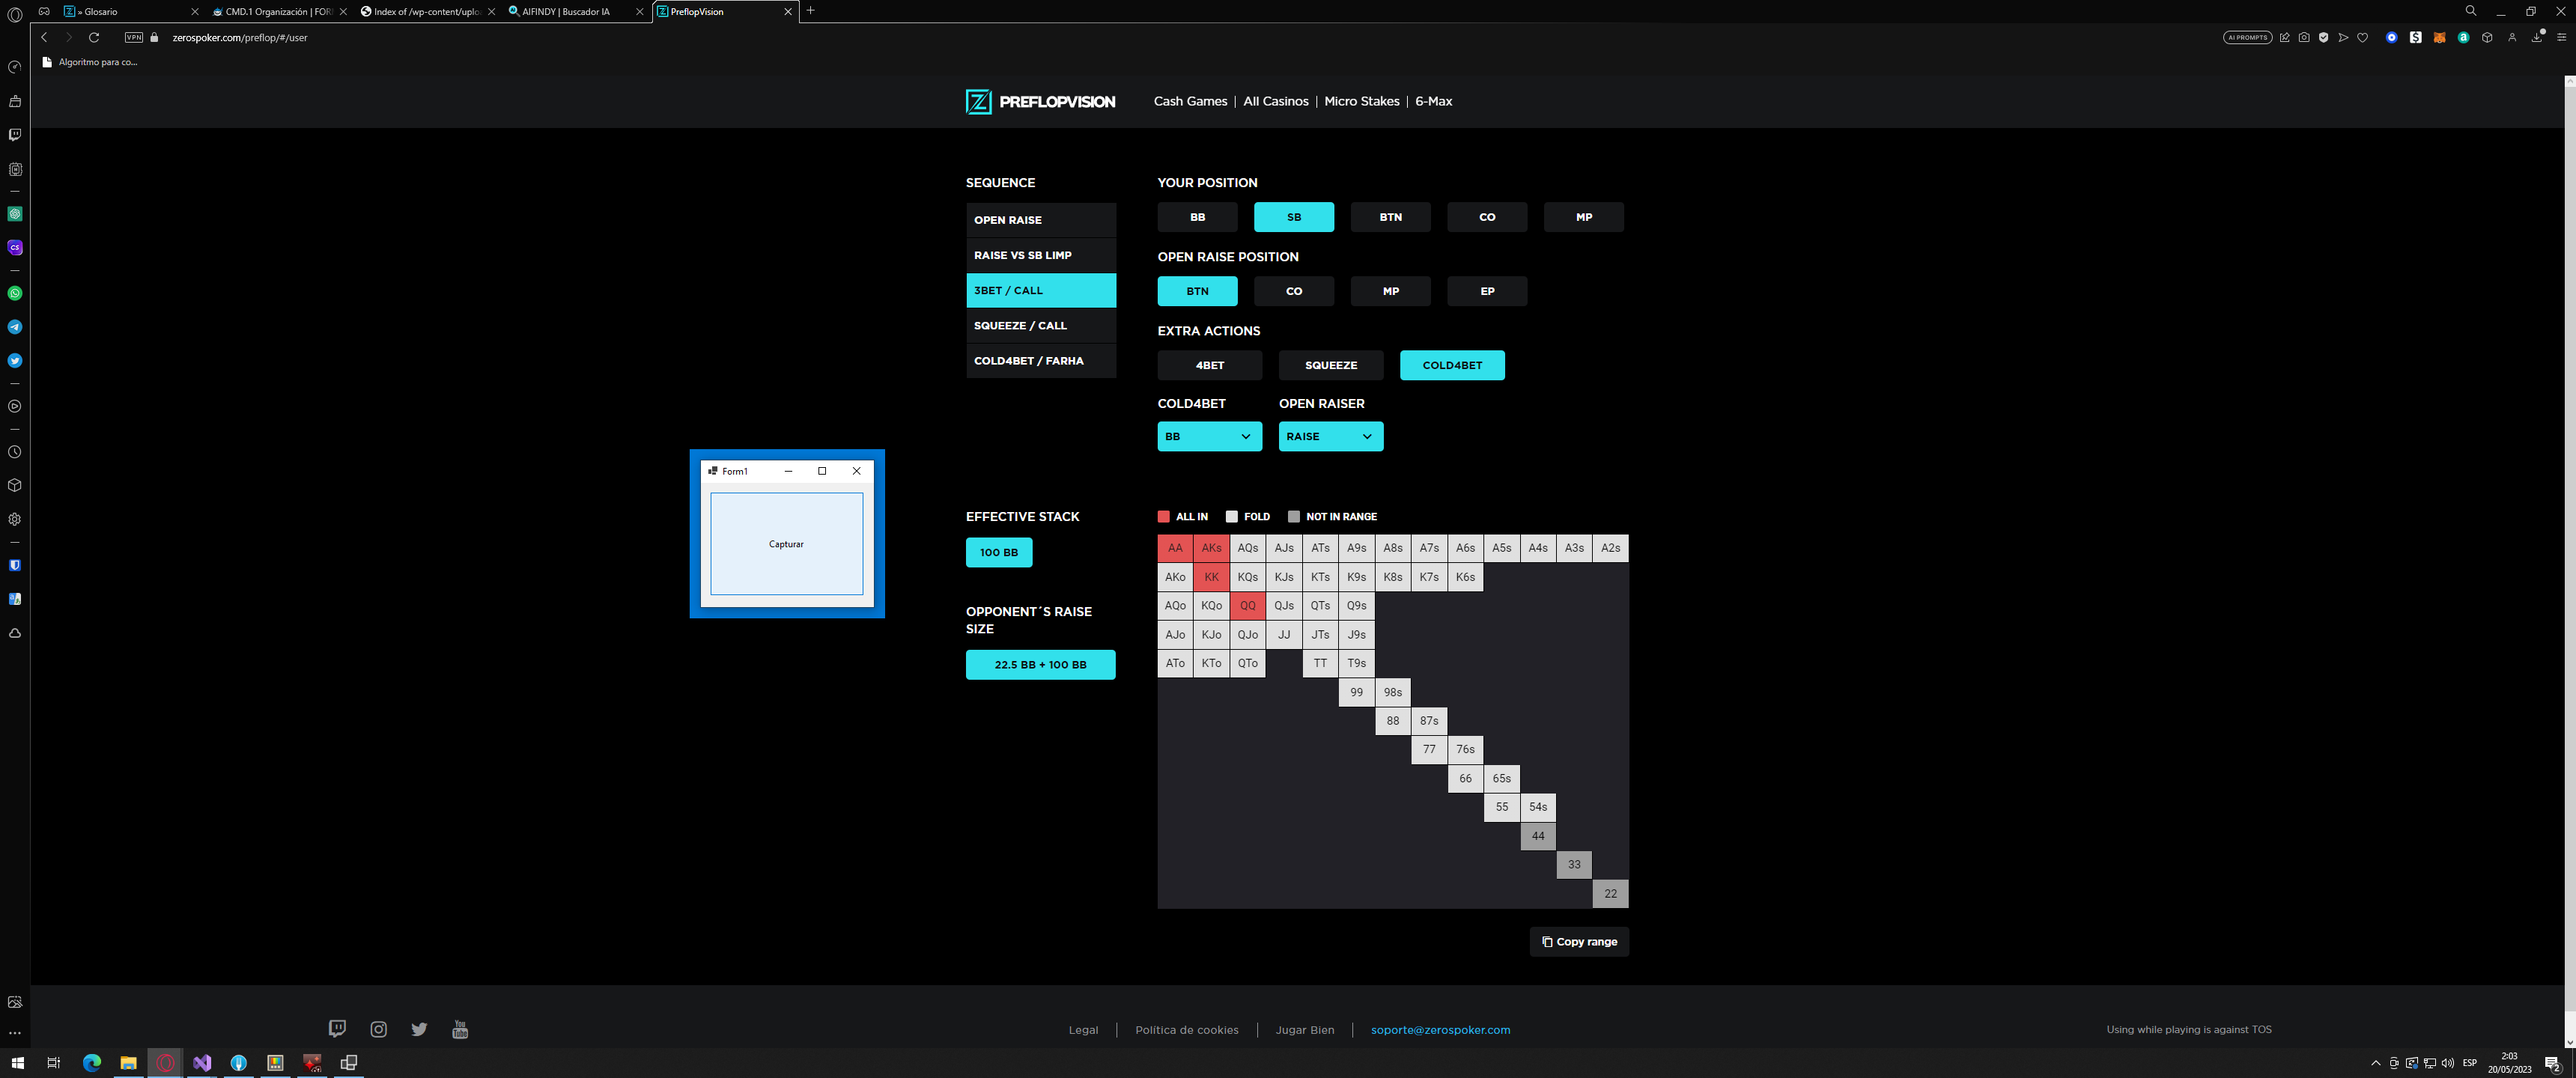 » Glosario
CMD.1 Organización | FOR
Index of /wp-content/uplo
AIFINDY | Buscador IA
PreflopVision
VPN
zerospoker.com/preflop/#/user
AI PROMPTS
Algoritmo para co...
PREFLOPVISION
Cash Games | All Casinos | Micro Stakes | 6-Max
SEQUENCE
OPEN RAISE
RAISE VS SB LIMP
3BET / CALL
SQUEEZE / CALL
COLD4BET / FARHA
YOUR POSITION
BB SB BTN CO MP
OPEN RAISE POSITION
BTN CO MP EP
EXTRA ACTIONS
4BET SQUEEZE COLD4BET
COLD4BET OPEN RAISER
BB RAISE
Form1
Capturar
EFFECTIVE STACK
100 BB
OPPONENT´S RAISE
SIZE
22.5 BB + 100 BB
ALL IN FOLD NOT IN RANGE
AA AKs AQs AJs ATs A9s A8s A7s A6s A5s A4s A3s A2s
AKo KK KQs KJs KTs K9s K8s K7s K6s
AQo KQo QQ QJs QTs Q9s
AJo KJo QJo JJ JTs J9s
ATo KTo QTo TT T9s
99 98s
88 87s
77 76s
66 65s
55 54s
44
33
22
Copy range
You Tube
Legal | Política de cookies | Jugar Bien | soporte@zerospoker.com
Using while playing is against TOS
ESP
2:03
20/05/2023
2